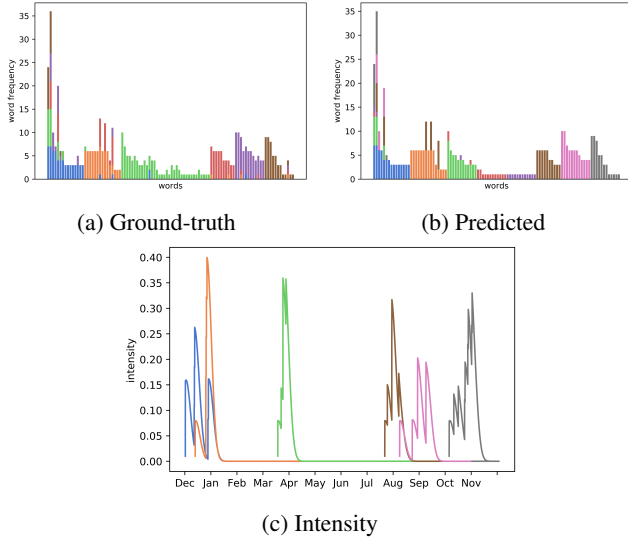 35
30
25
20
15
10
5
0
word frequency
words
(a) Ground-truth
35
30
25
20
15
10
5
0
word frequency
words
(b) Predicted
0.40
0.35
0.30
0.25
0.20
0.15
0.10
0.05
0.00
intensity
Dec Jan Feb Mar Apr May Jun Jul Aug Sep Oct Nov
(c) Intensity